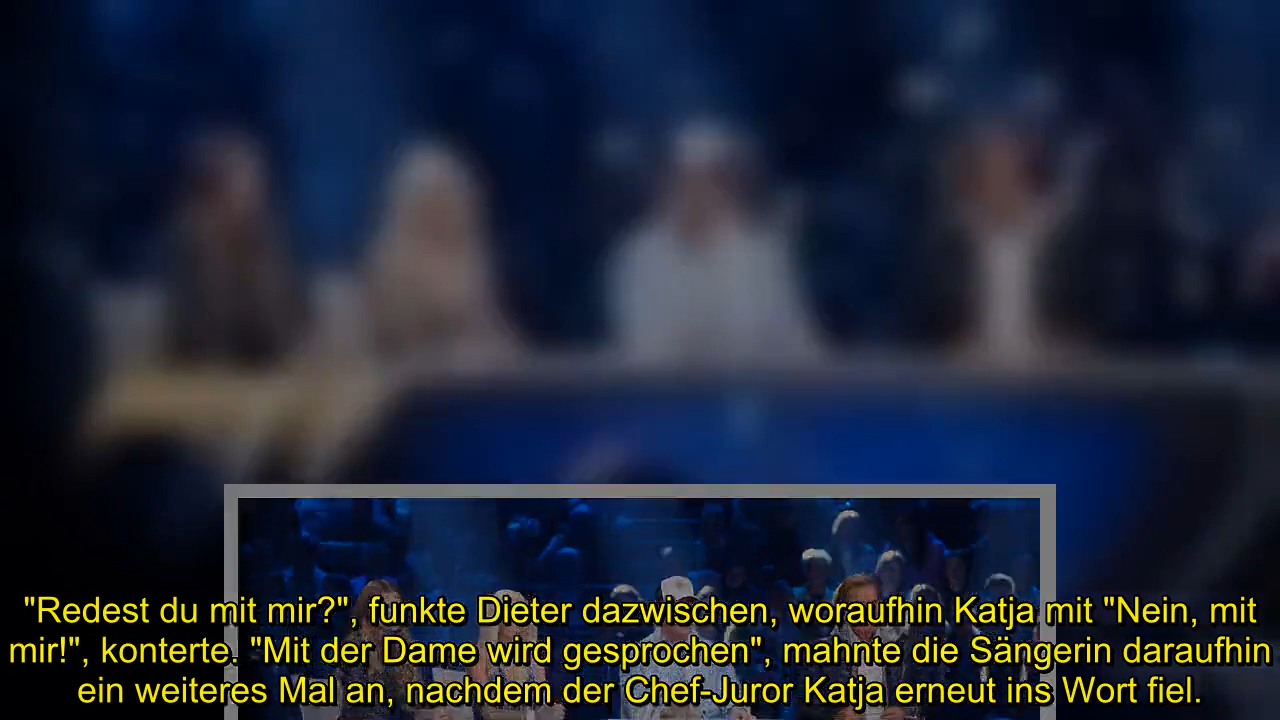 "Redest du mit mir?", funkte Dieter dazwischen, woraufhin Katja mit "Nein, mit
mir!", konterte. "Mit der Dame wird gesprochen", mahnte die Sängerin daraufhin
ein weiteres Mal an, nachdem der Chef-Juror Katja erneut ins Wort fiel.